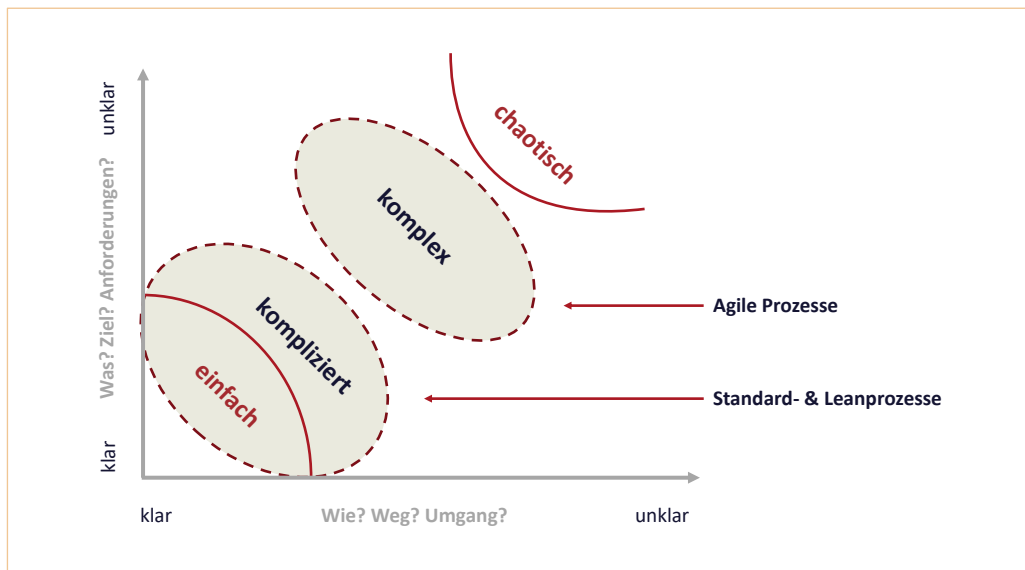 unklar
Was? Ziel? Anforderungen?
klar
chaotisch
komplex
kompliziert
einfach
Agile Prozesse
Standard- & Leanprozesse
klar
Wie? Weg? Umgang?
unklar